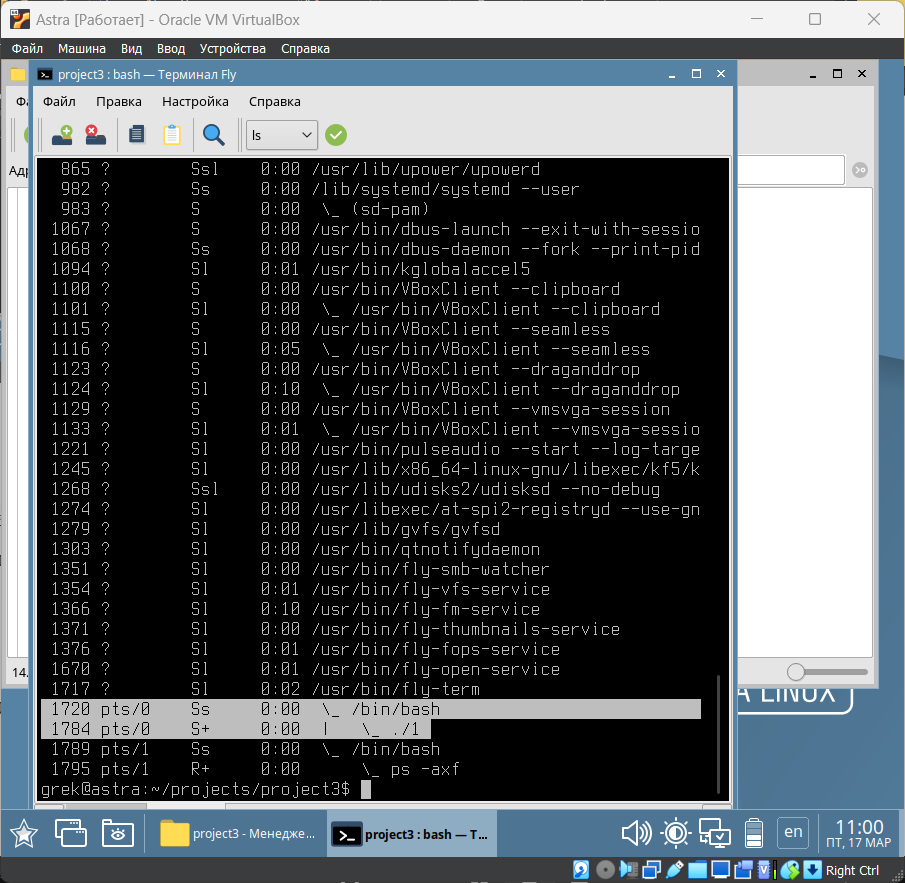 Astra [Работает] - Oracle VM VirtualBox
Файл Машина Вид Ввод Устройства Справка
project3 : bash — Терминал Fly
Файл Правка Настройка Справка
ls
865 ? Ssl 0:00 /usr/lib/upower/upowerd
982 ? Ss 0:00 /lib/systemd/systemd --user
983 ? S 0:00 \_ (sd-pam)
1067 ? S 0:00 /usr/bin/dbus-launch --exit-with-sessio
1068 ? Ss 0:00 /usr/bin/dbus-daemon --fork --print-pid
1094 ? Sl 0:01 /usr/bin/kglobalaccel5
1100 ? S 0:00 /usr/bin/VBoxClient --clipboard
1101 ? Sl 0:00 \_ /usr/bin/VBoxClient --clipboard
1115 ? S 0:00 /usr/bin/VBoxClient --seamless
1116 ? Sl 0:05 \_ /usr/bin/VBoxClient --seamless
1123 ? S 0:00 /usr/bin/VBoxClient --draganddrop
1124 ? Sl 0:10 \_ /usr/bin/VBoxClient --draganddrop
1129 ? S 0:00 /usr/bin/VBoxClient --vmsvga-session
1133 ? Sl 0:01 \_ /usr/bin/VBoxClient --vmsvga-sessio
1221 ? Sl 0:00 /usr/bin/pulseaudio --start --log-targe
1245 ? Sl 0:00 /usr/lib/x86_64-linux-gnu/libexec/kf5/k
1268 ? Ssl 0:00 /usr/lib/udisks2/udisksd --no-debug
1274 ? Sl 0:00 /usr/libexec/at-spi2-registryd --use-gn
1279 ? Sl 0:00 /usr/lib/gvfs/gvfsd
1303 ? Sl 0:00 /usr/bin/qtnotifydaemon
1351 ? Sl 0:00 /usr/bin/fly-smb-watcher
1354 ? Sl 0:01 /usr/bin/fly-vfs-service
1366 ? Sl 0:10 /usr/bin/fly-fm-service
1371 ? Sl 0:01 /usr/bin/fly-thumbnails-service
1376 ? Sl 0:01 /usr/bin/fly-fops-service
1670 ? Sl 0:01 /usr/bin/fly-open-service
1717 ? Sl 0:02 /usr/bin/fly-term
1720 pts/0 Ss 0:00 \_ /bin/bash
1784 pts/0 S+ 0:00 | \_ ./1
1789 pts/1 Ss 0:00 \_ /bin/bash
1795 pts/1 R+ 0:00 \_ ps -axf
grek@astra:~/projects/project3$
14.
A LINUX
project3 - Менедже...
project3 : bash — Т...
en
11:00
ПТ, 17 МАР
Right Ctrl